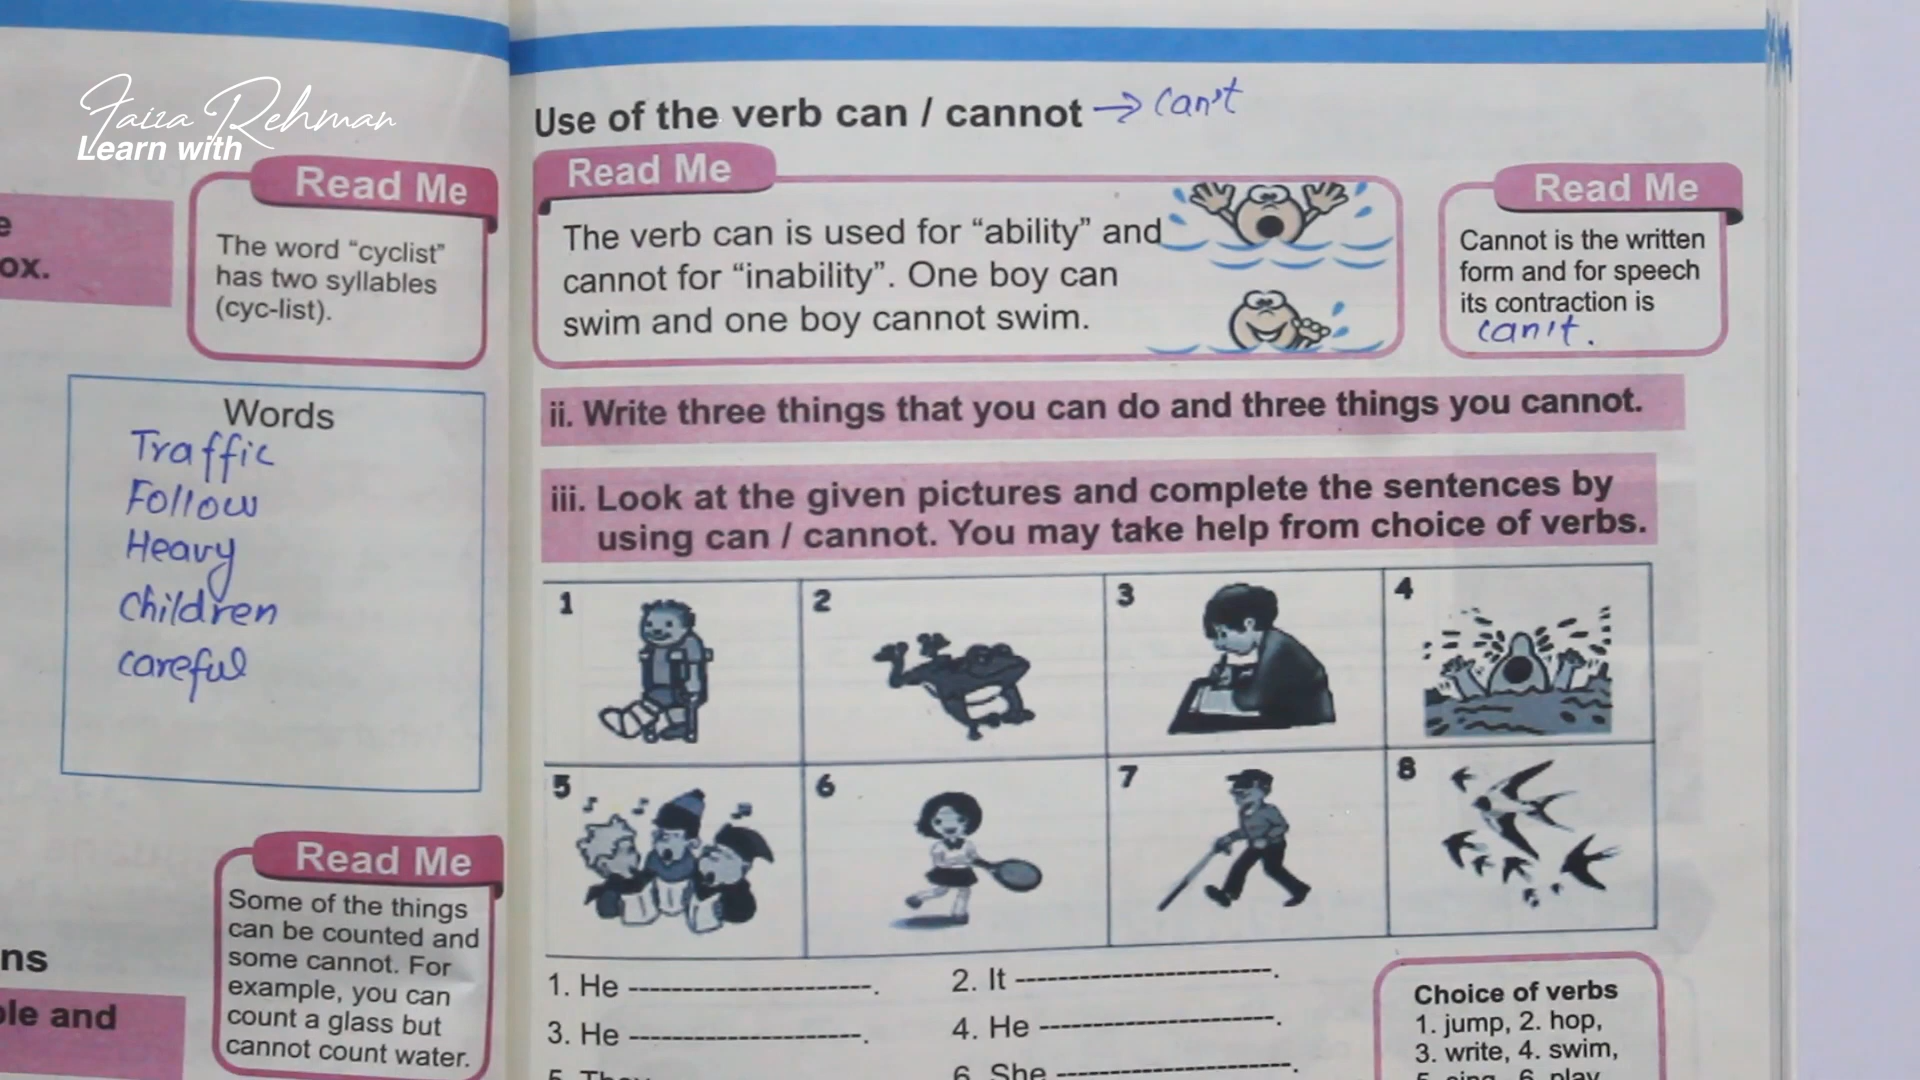 Faiza Rehman
Learn with
e
ox.
Read Me
The word “cyclist”
has two syllables
(cyc-list).
Words
Traffic
Follow
Heavy
children
careful
Read Me
Some of the things
can be counted and
some cannot. For
example, you can
count a glass but
cannot count water.
ns
ple and
Use of the verb can / cannot → can't
Read Me
The verb can is used for “ability” and
cannot for “inability”. One boy can
swim and one boy cannot swim.
Read Me
Cannot is the written
form and for speech
its contraction is
can't.
ii. Write three things that you can do and three things you cannot.
iii. Look at the given pictures and complete the sentences by
using can / cannot. You may take help from choice of verbs.
1 2 3 4
5 6 7 8
1. He ----------------------.
2. It ------------------------.
3. He ---------------------.
4. He ----------------------.
5. They
6. She ----------------------.
Choice of verbs
1. jump, 2. hop,
3. write, 4. swim,
5. sing, 6. play